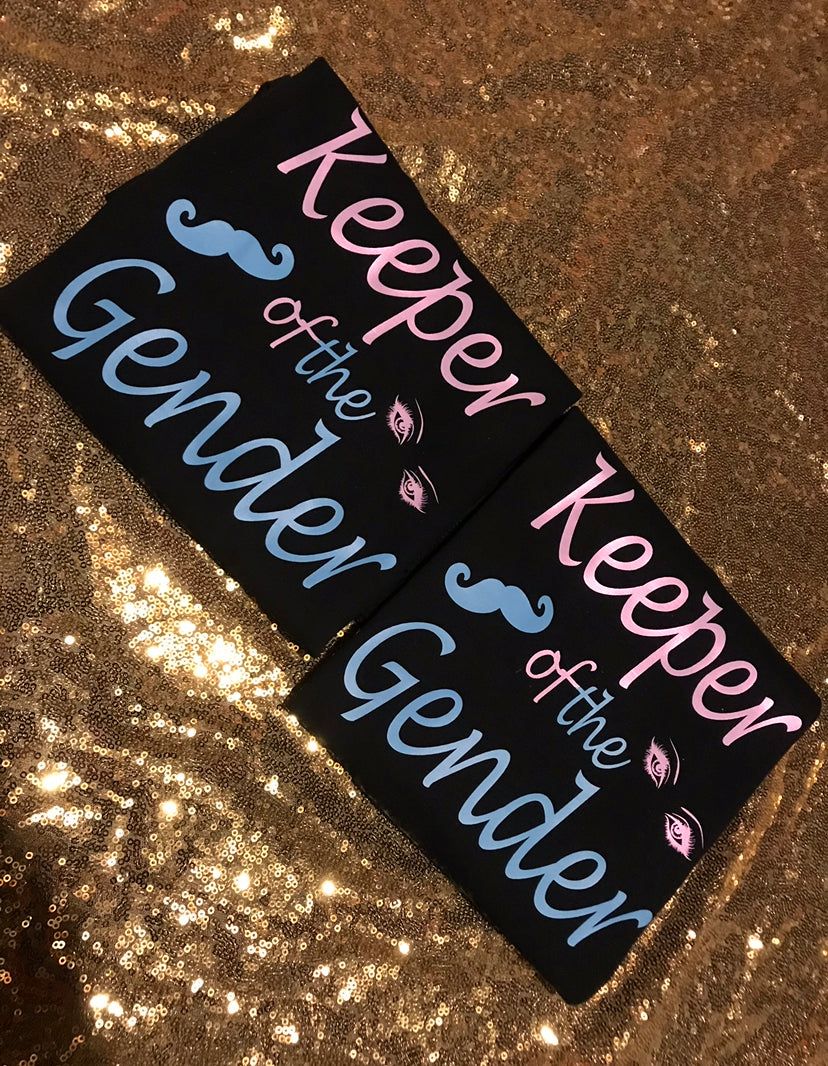 Keeper
of the
Gender
Keeper
of the
Gender